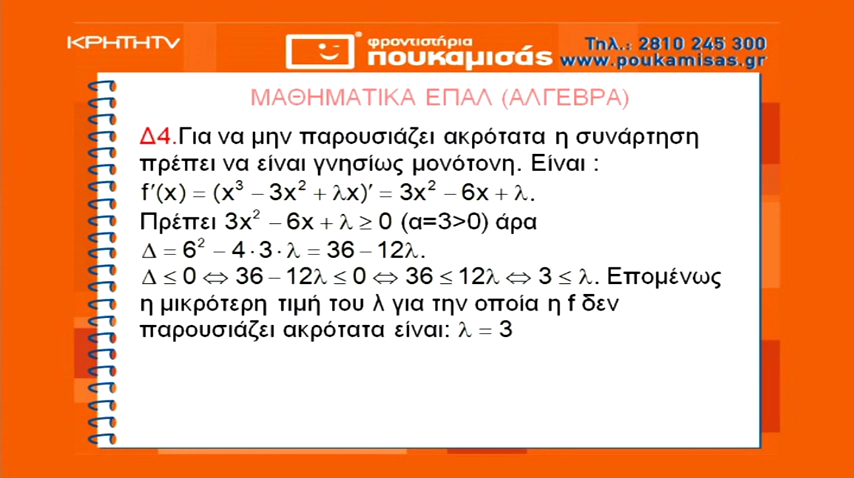 ΚΡΗΤΗTV
φροντιστήρια
πουκαμισάς
Τηλ.: 2810 245 300
www.poukamisas.gr
ΜΑΘΗΜΑΤΙΚΑ ΕΠΑΛ (ΑΛΓΕΒΡΑ)
Δ4.Για να μην παρουσιάζει ακρότατα η συνάρτηση
πρέπει να είναι γνησίως μονότονη. Είναι :
f′(x) = (x³ − 3x² + λx)′ = 3x² − 6x + λ.
Πρέπει 3x² − 6x + λ ≥ 0 (α=3>0) άρα
Δ = 6² − 4 · 3 · λ = 36 − 12λ.
Δ ≤ 0 ⇔ 36 − 12λ ≤ 0 ⇔ 36 ≤ 12λ ⇔ 3 ≤ λ. Επομένως
η μικρότερη τιμή του λ για την οποία η f δεν
παρουσιάζει ακρότατα είναι: λ = 3